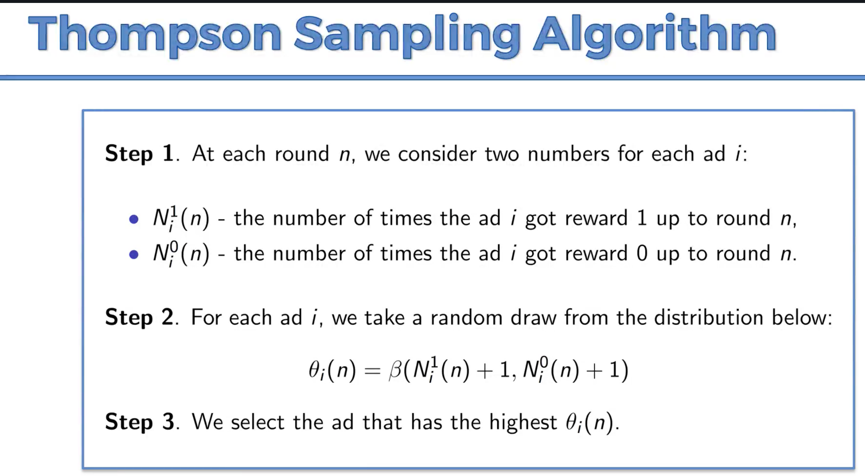 Thompson Sampling Algorithm
Step 1. At each round n, we consider two numbers for each ad i:
• N_i^1(n) - the number of times the ad i got reward 1 up to round n,
• N_i^0(n) - the number of times the ad i got reward 0 up to round n.
Step 2. For each ad i, we take a random draw from the distribution below:
θ_i(n) = β(N_i^1(n) + 1, N_i^0(n) + 1)
Step 3. We select the ad that has the highest θ_i(n).